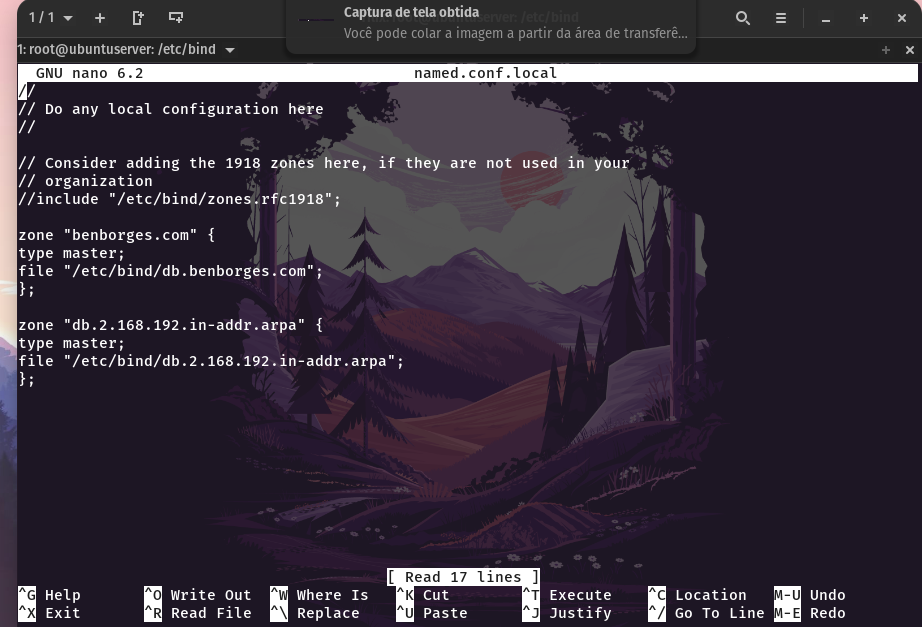 1 / 1
Captura de tela obtida
Você pode colar a imagem a partir da área de transferê...
1: root@ubuntuserver: /etc/bind
GNU nano 6.2 named.conf.local
//
// Do any local configuration here
//
// Consider adding the 1918 zones here, if they are not used in your
// organization
//include "/etc/bind/zones.rfc1918";
zone "benborges.com" {
type master;
file "/etc/bind/db.benborges.com";
};
zone "db.2.168.192.in-addr.arpa" {
type master;
file "/etc/bind/db.2.168.192.in-addr.arpa";
};
[ Read 17 lines ]
^G Help ^O Write Out ^W Where Is ^K Cut ^T Execute ^C Location M-U Undo
^X Exit ^R Read File ^\ Replace ^U Paste ^J Justify ^/ Go To Line M-E Redo